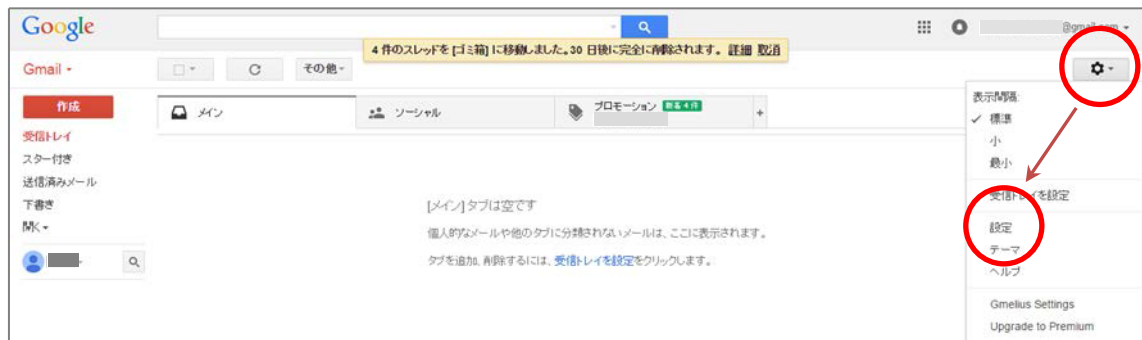 Google
@gmail.com
4 件のスレッドを [ゴミ箱] に移動しました。30 日後に完全に削除されます。 詳細 取消
Gmail
その他
作成
メイン
ソーシャル
プロモーション 新着 4 件
+
受信トレイ
スター付き
送信済みメール
下書き
開く
[メイン] タブは空です
個人的なメールや他のタブに分類されないメールは、ここに表示されます。
タブを追加、削除するには、受信トレイを設定をクリックします。
表示間隔:
✓ 標準
小
最小
受信トレイを設定
設定
テーマ
ヘルプ
Gmelius Settings
Upgrade to Premium